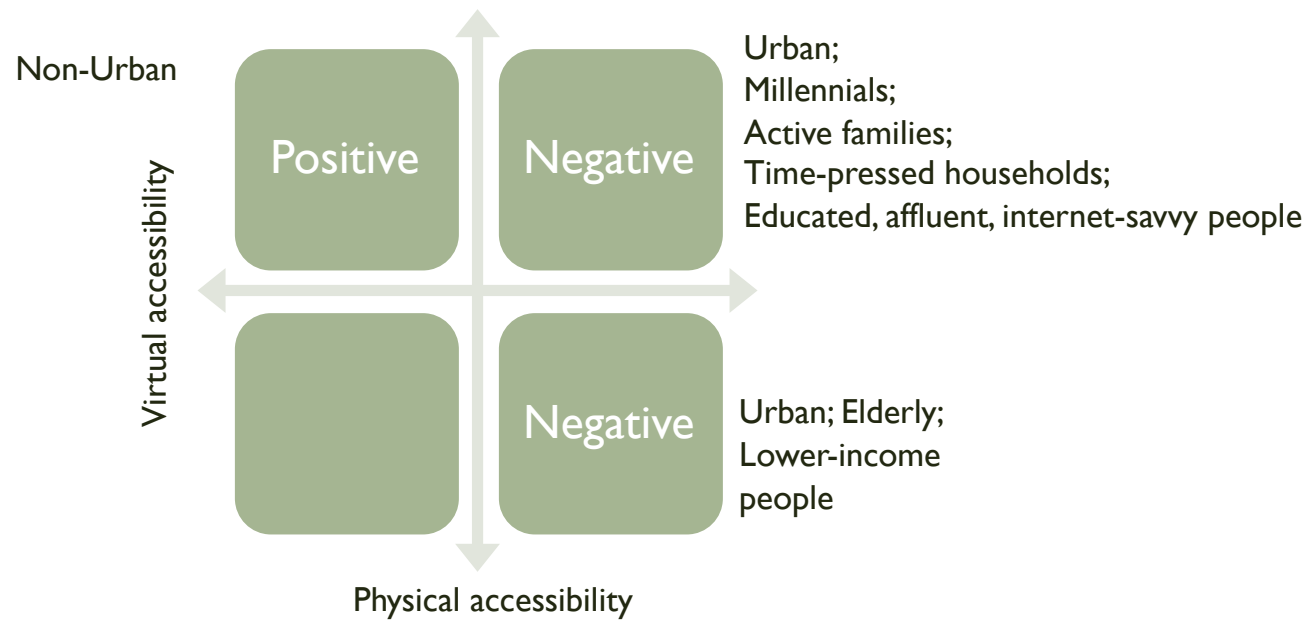 Non-Urban
Positive
Negative
Urban;
Millennials;
Active families;
Time-pressed households;
Educated, affluent, internet-savvy people
Virtual accessibility
Negative
Urban; Elderly;
Lower-income
people
Physical accessibility